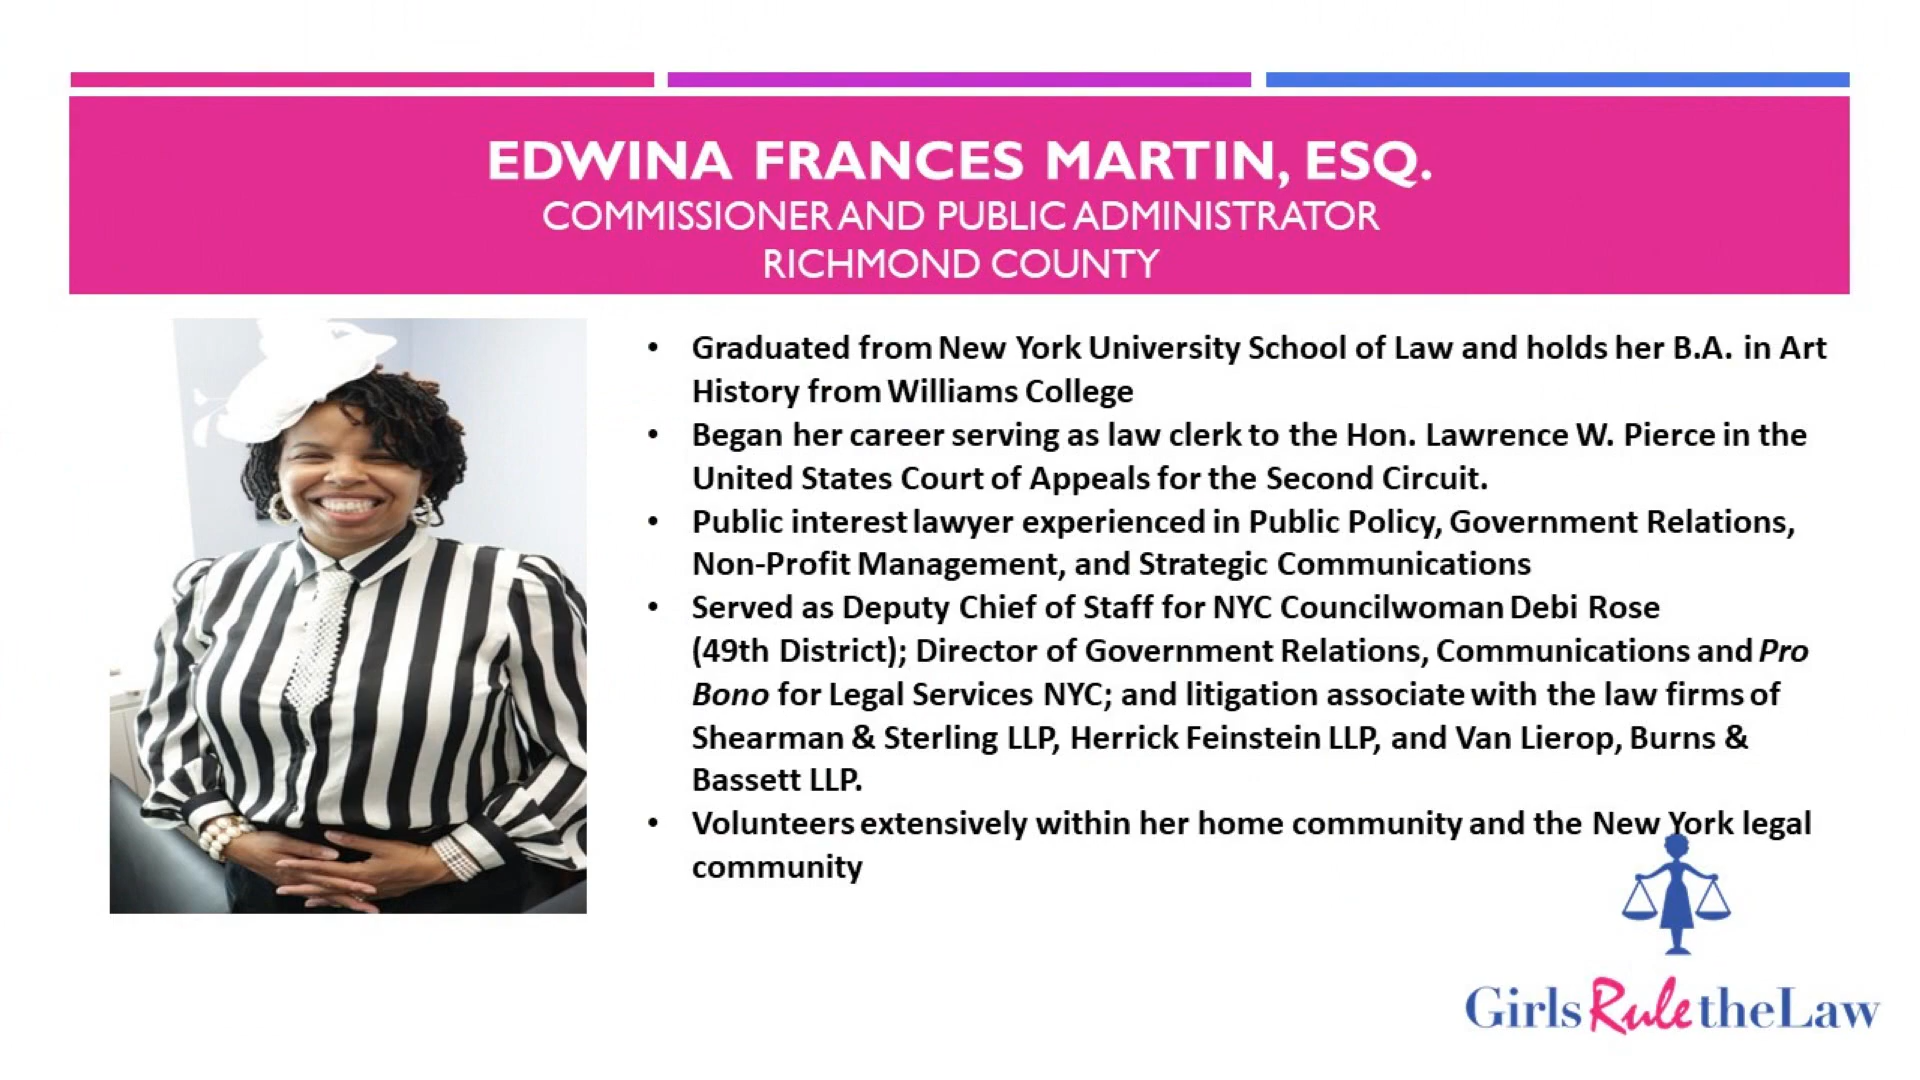 EDWINA FRANCES MARTIN, ESQ.
COMMISSIONER AND PUBLIC ADMINISTRATOR
RICHMOND COUNTY
• Graduated from New York University School of Law and holds her B.A. in Art
History from Williams College
• Began her career serving as law clerk to the Hon. Lawrence W. Pierce in the
United States Court of Appeals for the Second Circuit.
• Public interest lawyer experienced in Public Policy, Government Relations,
Non-Profit Management, and Strategic Communications
• Served as Deputy Chief of Staff for NYC Councilwoman Debi Rose
(49th District); Director of Government Relations, Communications and Pro
Bono for Legal Services NYC; and litigation associate with the law firms of
Shearman & Sterling LLP, Herrick Feinstein LLP, and Van Lierop, Burns &
Bassett LLP.
• Volunteers extensively within her home community and the New York legal
community
Girls Rule the Law